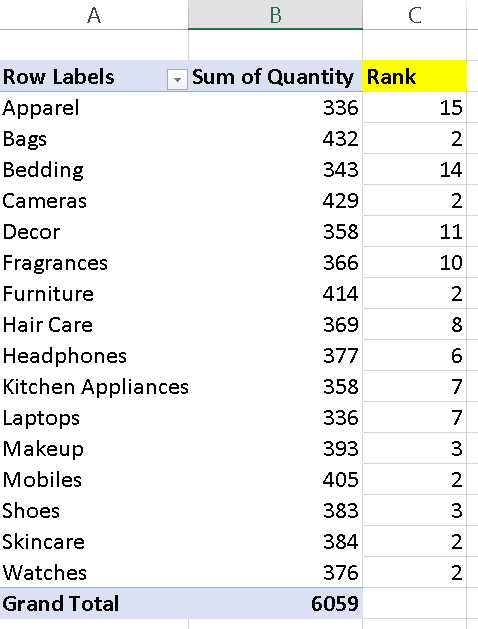 A B C
Row Labels Sum of Quantity Rank
Apparel 336 15
Bags 432 2
Bedding 343 14
Cameras 429 2
Decor 358 11
Fragrances 366 10
Furniture 414 2
Hair Care 369 8
Headphones 377 6
Kitchen Appliances 358 7
Laptops 336 7
Makeup 393 3
Mobiles 405 2
Shoes 383 3
Skincare 384 2
Watches 376 2
Grand Total 6059